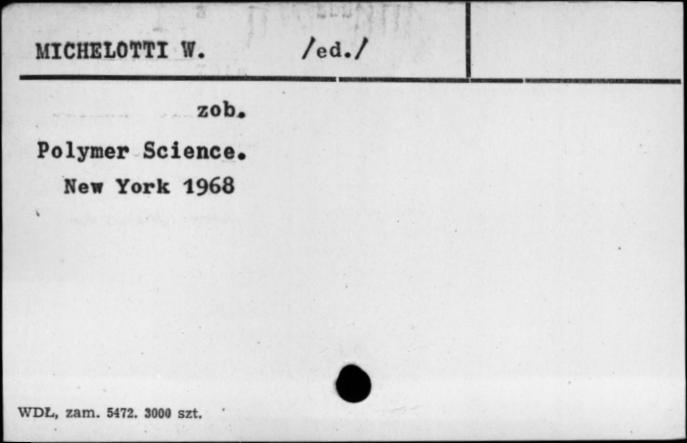 MICHELOTTI W. /ed./
zob.
Polymer Science.
New York 1968
WDŁ, zam. 5472. 3000 szt.